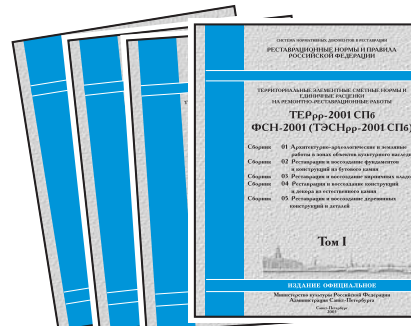 СИСТЕМА НОРМАТИВНЫХ ДОКУМЕНТОВ В РЕСТАВРАЦИИ
РЕСТАВРАЦИОННЫЕ НОРМЫ И ПРАВИЛА
РОССИЙСКОЙ ФЕДЕРАЦИИ
ТЕРРИТОРИАЛЬНЫЕ ЭЛЕМЕНТНЫЕ СМЕТНЫЕ НОРМЫ И
ЕДИНИЧНЫЕ РАСЦЕНКИ
НА РЕМОНТНО-РЕСТАВРАЦИОННЫЕ РАБОТЫ
ТЕРрр-2001 СПб
ФСН-2001 (ТЭСНрр-2001 СПб)
Сборник 01 Архитектурно-археологические и земляные
работы в зонах объектов культурного наследия
Сборник 02 Реставрация и воссоздание фундаментов
и конструкций из бутового камня
Сборник 03 Реставрация и воссоздание кирпичных кладок
Сборник 04 Реставрация и воссоздание конструкций
и декора из естественного камня
Сборник 05 Реставрация и воссоздание деревянных
конструкций и деталей
Том I
ИЗДАНИЕ ОФИЦИАЛЬНОЕ
Министерство культуры Российской Федерации
Администрация Санкт-Петербурга
Санкт-Петербург